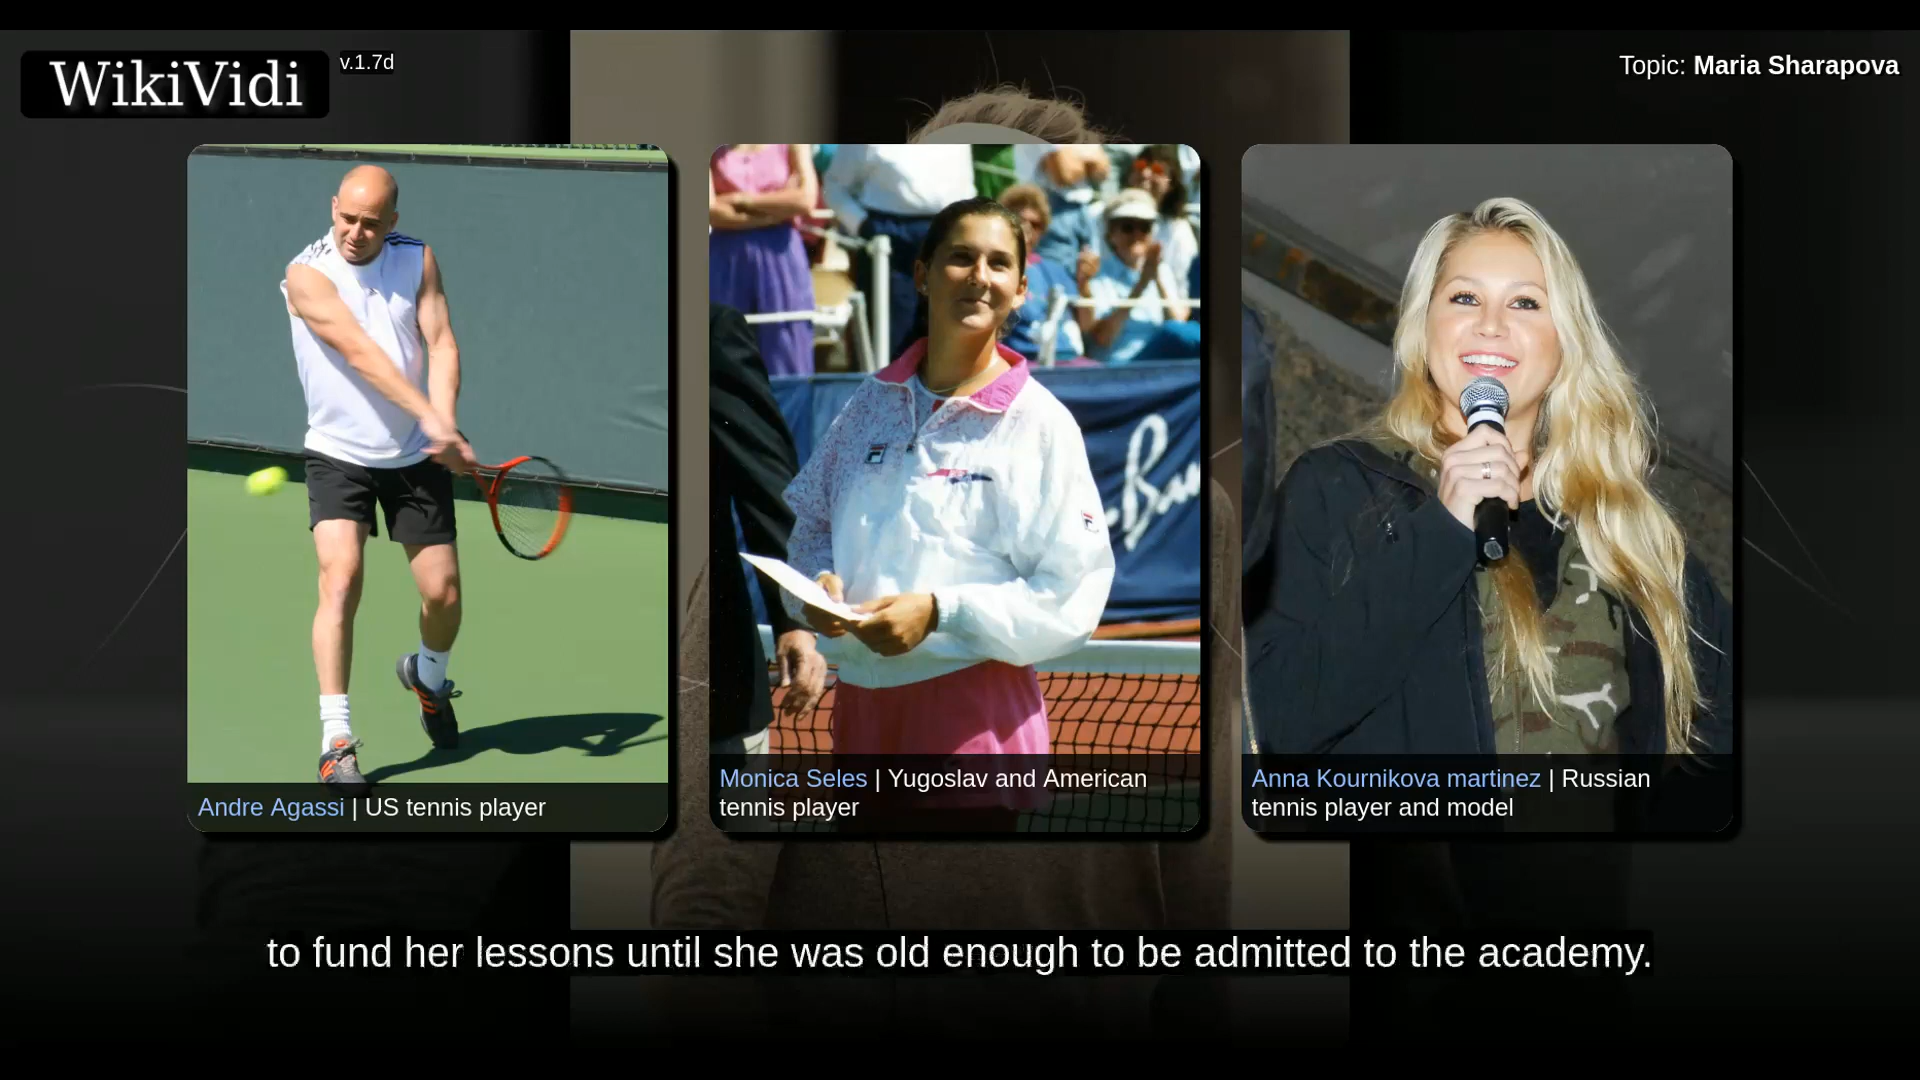 WikiVidi
v.1.7d
Topic: Maria Sharapova
Andre Agassi | US tennis player
Monica Seles | Yugoslav and American
tennis player
Anna Kournikova martinez | Russian
tennis player and model
to fund her lessons until she was old enough to be admitted to the academy.